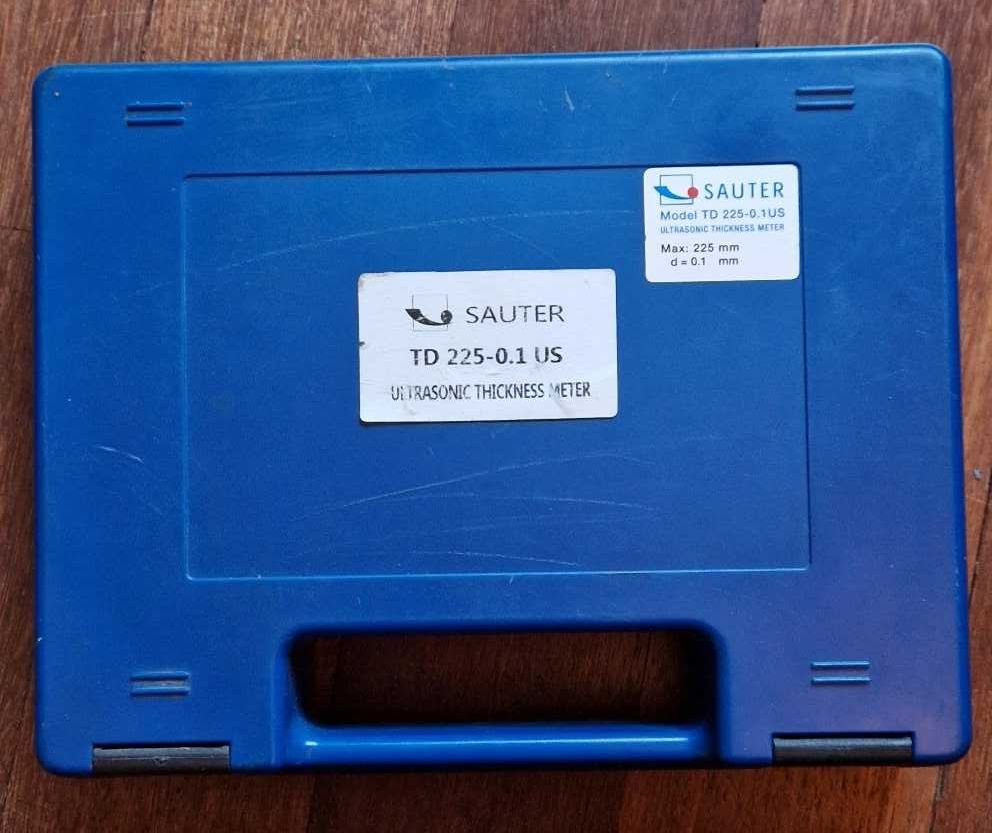 SAUTER
Model TD 225-0.1US
ULTRASONIC THICKNESS METER
Max: 225 mm
d = 0.1 mm
SAUTER
TD 225-0.1 US
ULTRASONIC THICKNESS METER